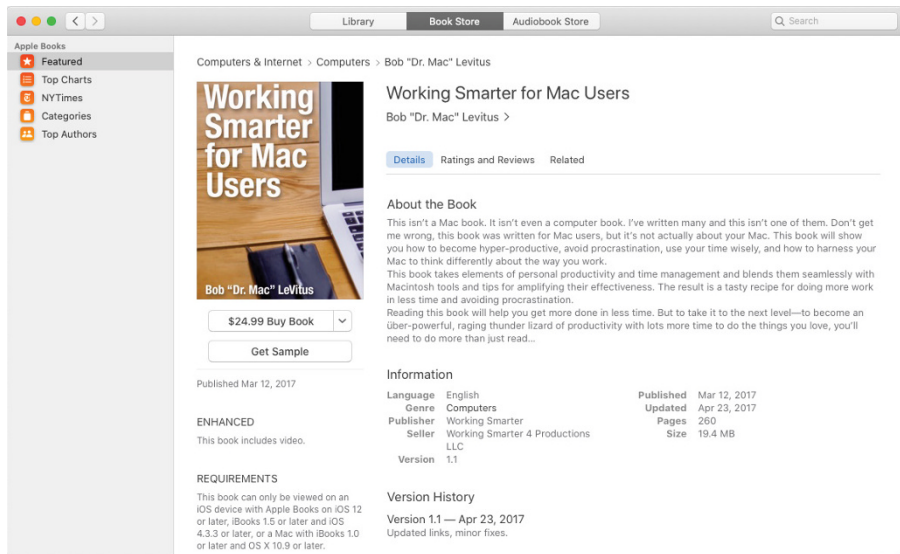 Library
Book Store
Audiobook Store
Search
Apple Books
Featured
Top Charts
NYTimes
Categories
Top Authors
Computers & Internet > Computers > Bob "Dr. Mac" Levitus
Working
Smarter
for Mac
Users
Bob “Dr. Mac” LeVitus
$24.99 Buy Book
Get Sample
Published Mar 12, 2017
ENHANCED
This book includes video.
REQUIREMENTS
This book can only be viewed on an
iOS device with Apple Books on iOS 12
or later, iBooks 1.5 or later and iOS
4.3.3 or later, or a Mac with iBooks 1.0
or later and OS X 10.9 or later.
Working Smarter for Mac Users
Bob "Dr. Mac" Levitus >
Details
Ratings and Reviews
Related
About the Book
This isn't a Mac book. It isn't even a computer book. I've written many and this isn't one of them. Don't get
me wrong, this book was written for Mac users, but it's not actually about your Mac. This book will show
you how to become hyper-productive, avoid procrastination, use your time wisely, and how to harness your
Mac to think differently about the way you work.
This book takes elements of personal productivity and time management and blends them seamlessly with
Macintosh tools and tips for amplifying their effectiveness. The result is a tasty recipe for doing more work
in less time and avoiding procrastination.
Reading this book will help you get more done in less time. But to take it to the next level—to become an
über-powerful, raging thunder lizard of productivity with lots more time to do the things you love, you'll
need to do more than just read...
Information
Language English
Genre Computers
Publisher Working Smarter
Seller Working Smarter 4 Productions
LLC
Version 1.1
Published Mar 12, 2017
Updated Apr 23, 2017
Pages 260
Size 19.4 MB
Version History
Version 1.1 — Apr 23, 2017
Updated links, minor fixes.